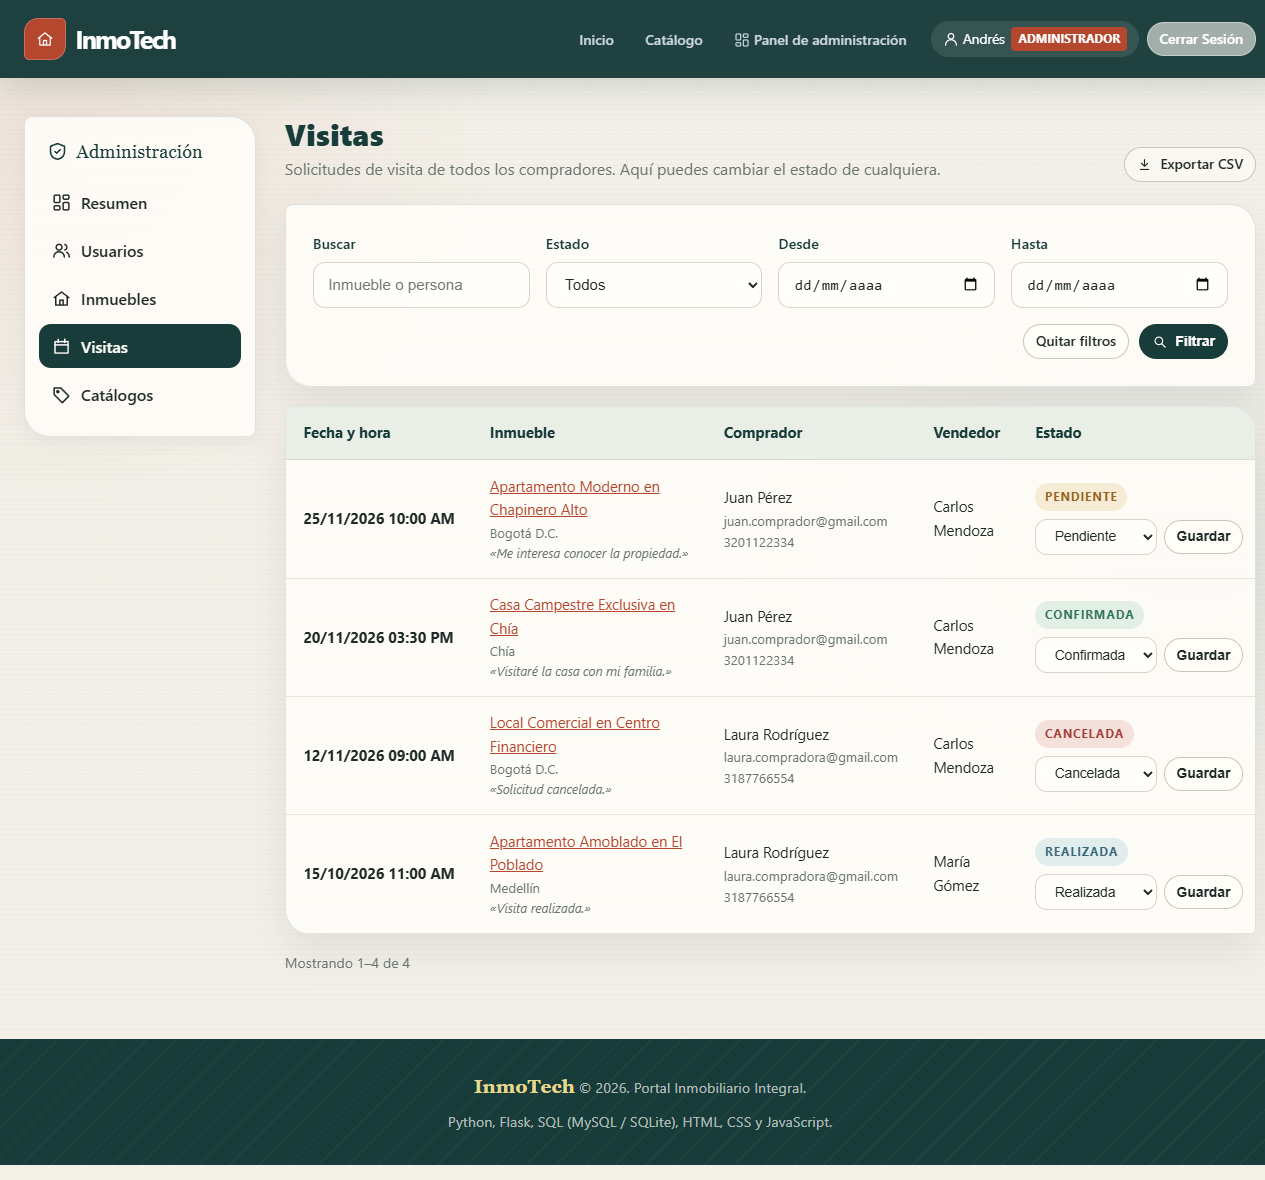 InmoTech
Inicio
Catálogo
Panel de administración
Andrés
ADMINISTRADOR
Cerrar Sesión
Administración
Resumen
Usuarios
Inmuebles
Visitas
Catálogos
Visitas
Solicitudes de visita de todos los compradores. Aquí puedes cambiar el estado de cualquiera.
Exportar CSV
Buscar
Estado
Desde
Hasta
Inmueble o persona
Todos
dd/mm/aaaa
dd/mm/aaaa
Quitar filtros
Filtrar
Fecha y hora
Inmueble
Comprador
Vendedor
Estado
25/11/2026 10:00 AM
Apartamento Moderno en
Chapinero Alto
Bogotá D.C.
«Me interesa conocer la propiedad.»
Juan Pérez
juan.comprador@gmail.com
3201122334
Carlos
Mendoza
PENDIENTE
Pendiente
Guardar
20/11/2026 03:30 PM
Casa Campestre Exclusiva en
Chía
Chía
«Visitaré la casa con mi familia.»
Juan Pérez
juan.comprador@gmail.com
3201122334
Carlos
Mendoza
CONFIRMADA
Confirmada
Guardar
12/11/2026 09:00 AM
Local Comercial en Centro
Financiero
Bogotá D.C.
«Solicitud cancelada.»
Laura Rodríguez
laura.compradora@gmail.com
3187766554
Carlos
Mendoza
CANCELADA
Cancelada
Guardar
15/10/2026 11:00 AM
Apartamento Amoblado en El
Poblado
Medellín
«Visita realizada.»
Laura Rodríguez
laura.compradora@gmail.com
3187766554
María
Gómez
REALIZADA
Realizada
Guardar
Mostrando 1–4 de 4
InmoTech © 2026. Portal Inmobiliario Integral.
Python, Flask, SQL (MySQL / SQLite), HTML, CSS y JavaScript.